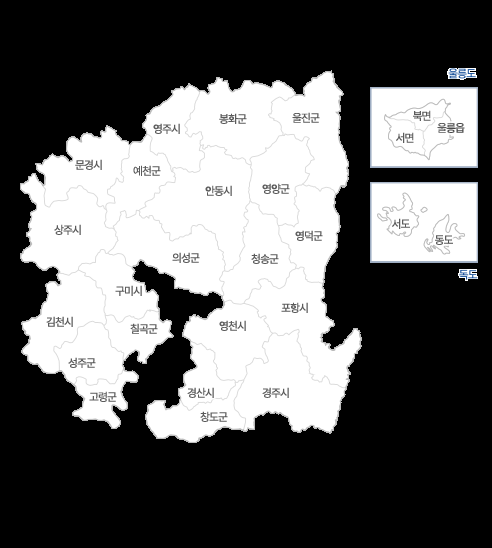 울릉도
봉화군
울진군
북면
영주시
울릉읍
서면
문경시
예천군
안동시
영양군
상주시
서도
영덕군
동도
의성군
청송군
독도
구미시
포항시
김천시
칠곡군
영천시
성주군
고령군
경산시
경주시
창도군